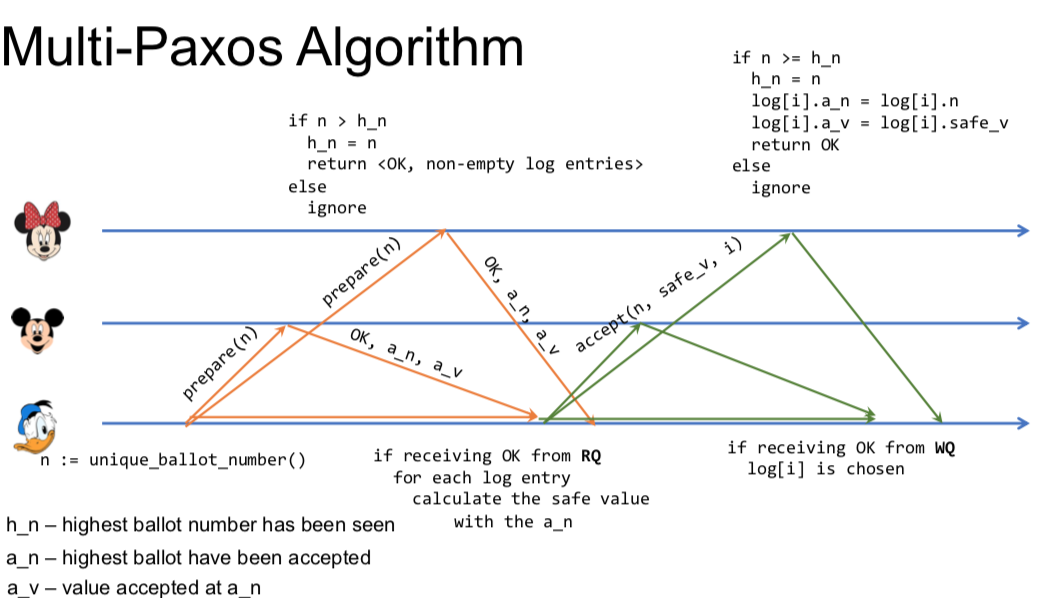 Multi-Paxos Algorithm
if n >= h_n
h_n = n
log[i].a_n = log[i].n
log[i].a_v = log[i].safe_v
return OK
else
ignore
if n > h_n
h_n = n
return <OK, non-empty log entries>
else
ignore
prepare(n)
prepare(n)
OK, a_n, a_v
OK, a_n, a_v
accept(n, safe_v, i)
n := unique_ballot_number()
if receiving OK from RQ
for each log entry
calculate the safe value
with the a_n
if receiving OK from WQ
log[i] is chosen
h_n – highest ballot number has been seen
a_n – highest ballot have been accepted
a_v – value accepted at a_n